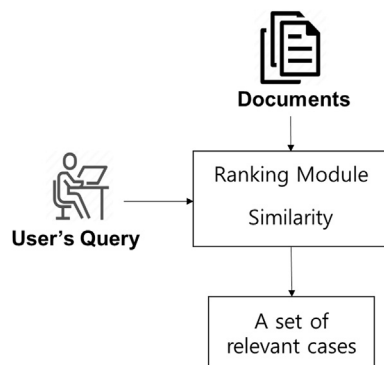 Documents
Ranking Module
Similarity
User's Query
A set of
relevant cases